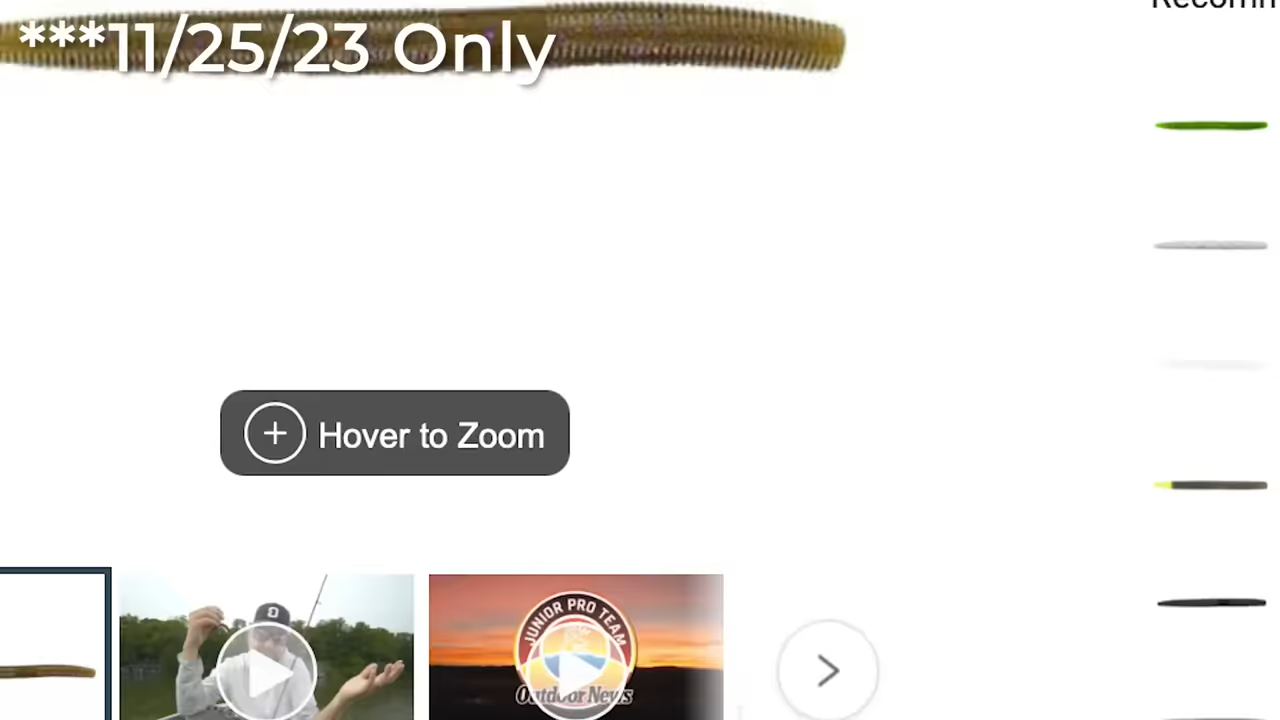 ***11/25/23 Only
Hover to Zoom
JUNIOR PRO TEAM
Outdoor News